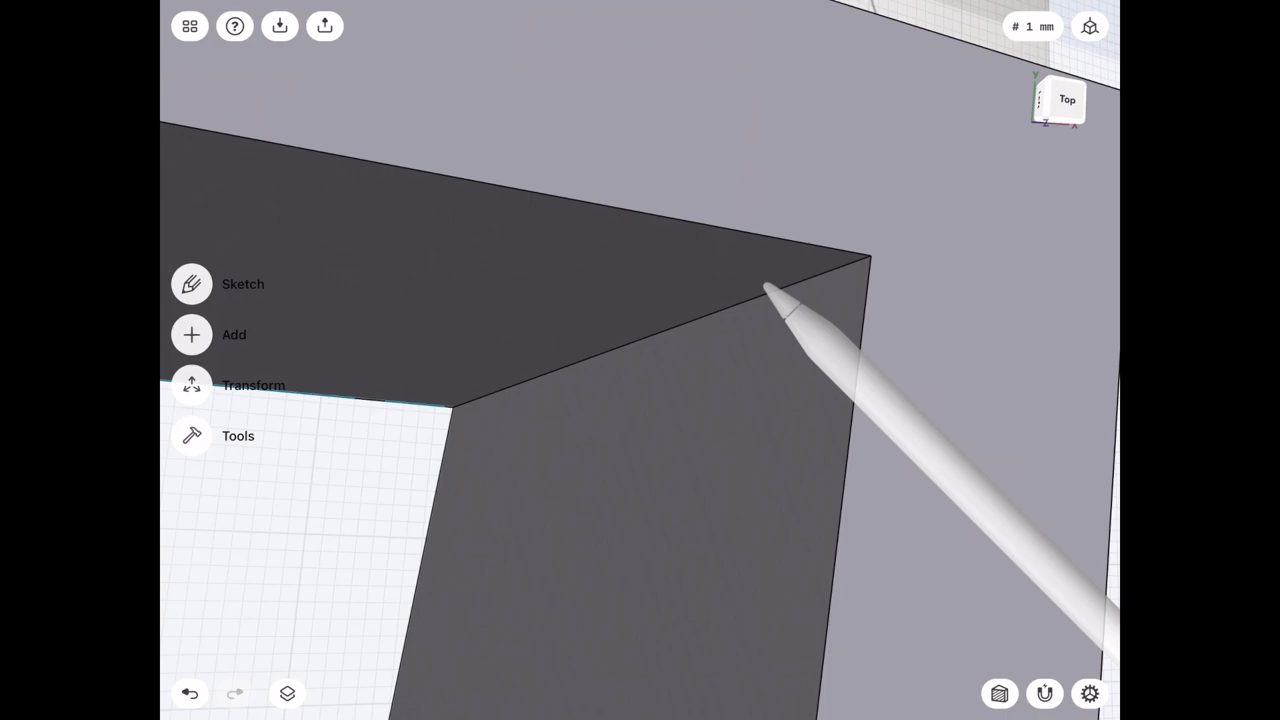 # 1 mm
Y
Top
Z
X
Sketch
Add
Transform
Tools